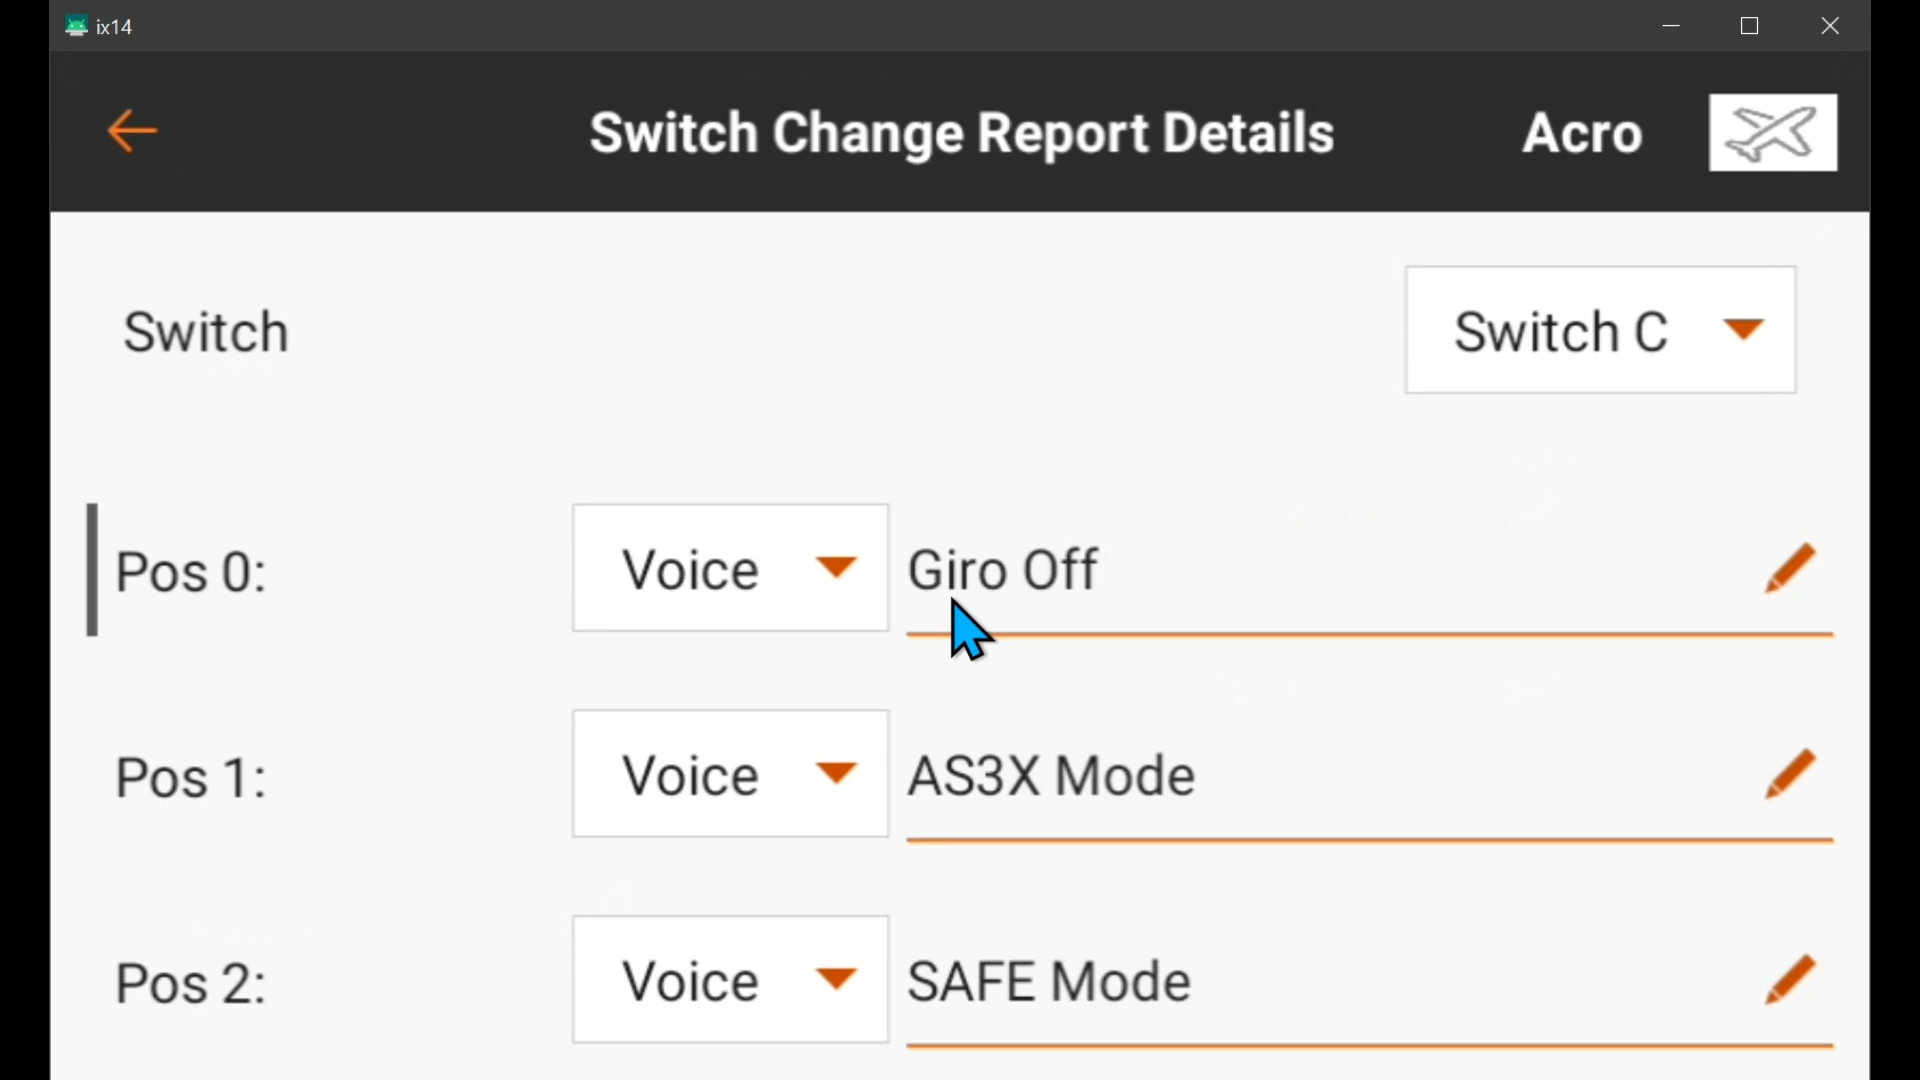 ix14
Switch Change Report Details Acro
Switch Switch C
Pos 0: Voice Giro Off
Pos 1: Voice AS3X Mode
Pos 2: Voice SAFE Mode